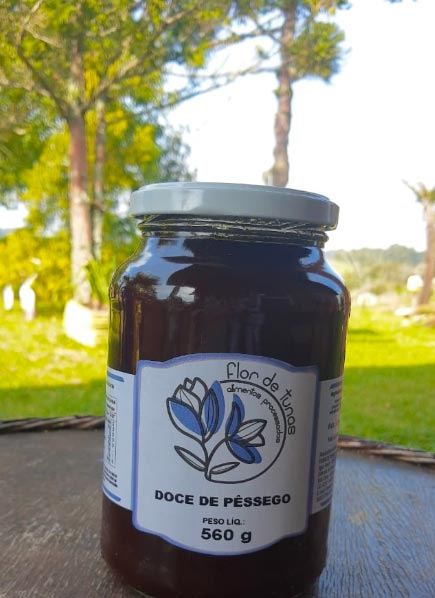 flor de tunas
alimentos processados
DOCE DE PÊSSEGO
PESO LÍQ.:
560 g